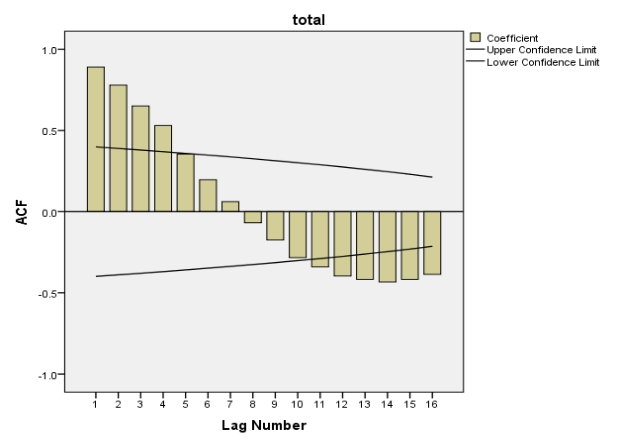 total
Coefficient
Upper Confidence Limit
Lower Confidence Limit
1.0
0.5
0.0
-0.5
-1.0
ACF
1 2 3 4 5 6 7 8 9 10 11 12 13 14 15 16
Lag Number